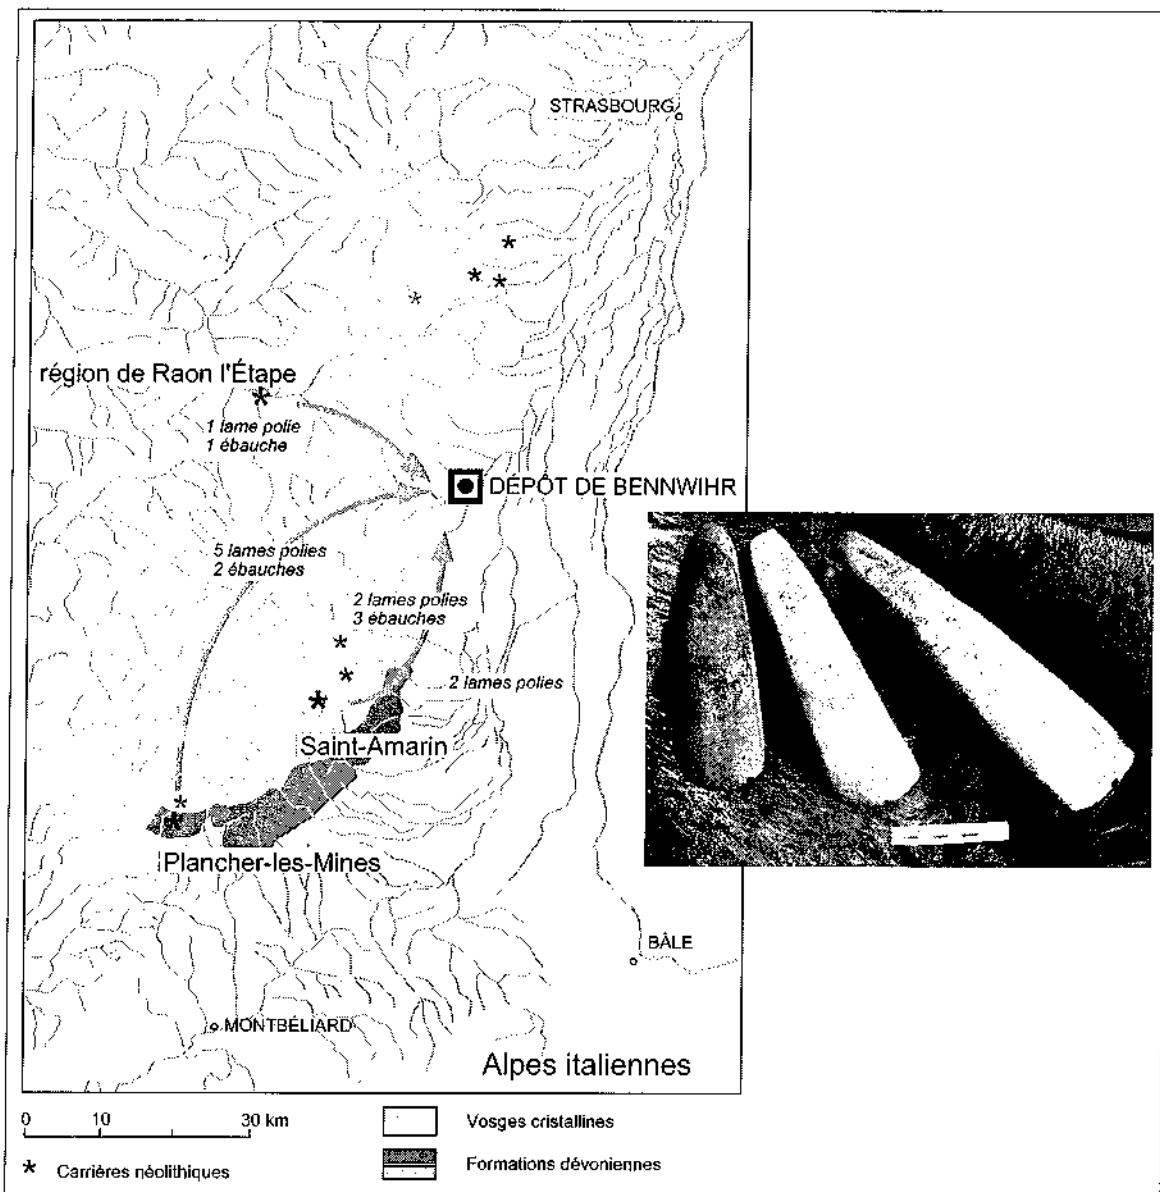 STRASBOURG
région de Raon l'Étape
1 lame polie
1 ébauche
DÉPÔT DE BENNWIHR
5 lames polies
2 ébauches
2 lames polies
3 ébauches
2 lames polies
Saint-Amarin
Plancher-les-Mines
BÂLE
MONTBÉLIARD
Alpes italiennes
0 10 30 km
Vosges cristallines
Carrières néolithiques
Formations dévoniennes